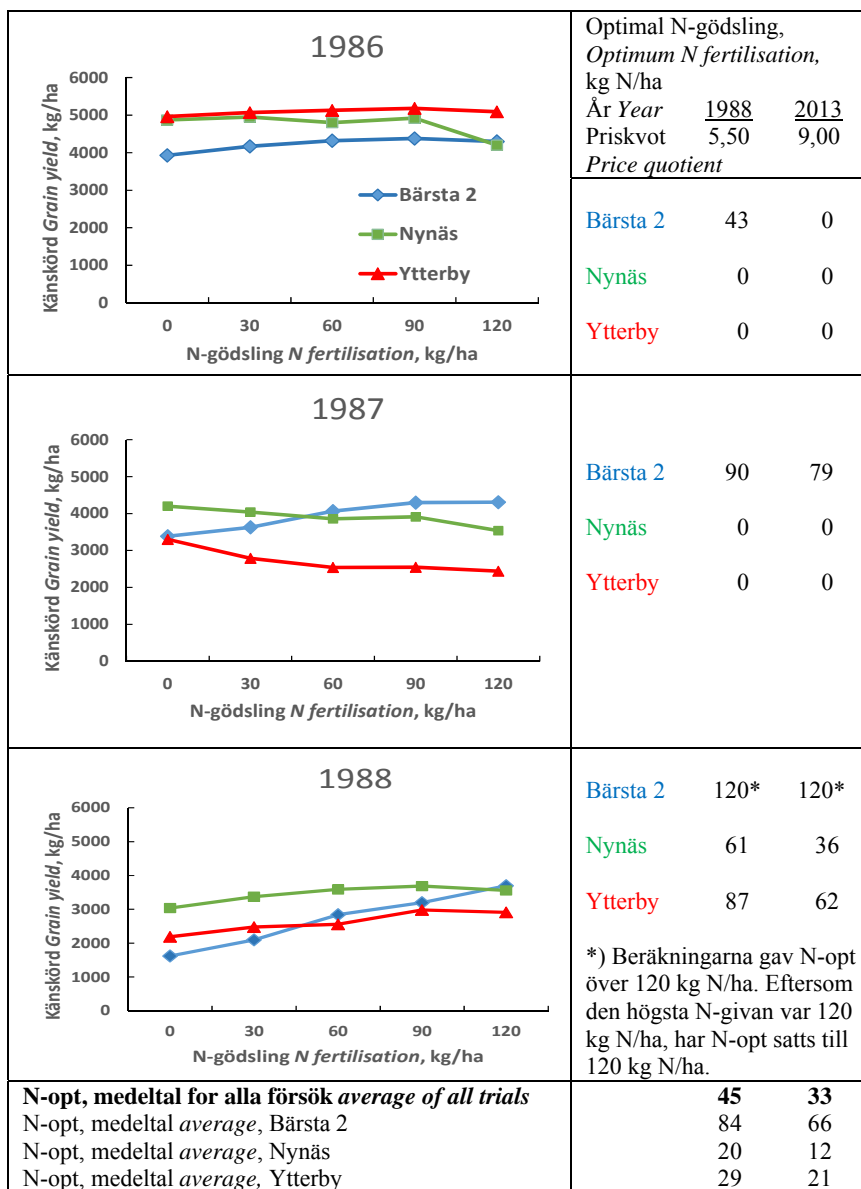 1986
Känskörd Grain yield, kg/ha
6000
5000
4000
3000
2000
1000
0
Bärsta 2
Nynäs
Ytterby
0 30 60 90 120
N-gödsling N fertilisation, kg/ha
Optimal N-gödsling,
Optimum N fertilisation,
kg N/ha
År Year 1988 2013
Priskvot 5,50 9,00
Price quotient
Bärsta 2 43 0
Nynäs 0 0
Ytterby 0 0
1987
Känskörd Grain yield, kg/ha
6000
5000
4000
3000
2000
1000
0
0 30 60 90 120
N-gödsling N fertilisation, kg/ha
Bärsta 2 90 79
Nynäs 0 0
Ytterby 0 0
1988
Känskörd Grain yield, kg/ha
6000
5000
4000
3000
2000
1000
0
0 30 60 90 120
N-gödsling N fertilisation, kg/ha
Bärsta 2 120* 120*
Nynäs 61 36
Ytterby 87 62
*) Beräkningarna gav N-opt
över 120 kg N/ha. Eftersom
den högsta N-givan var 120
kg N/ha, har N-opt satts till
120 kg N/ha.
N-opt, medeltal for alla försök average of all trials 45 33
N-opt, medeltal average, Bärsta 2 84 66
N-opt, medeltal average, Nynäs 20 12
N-opt, medeltal average, Ytterby 29 21